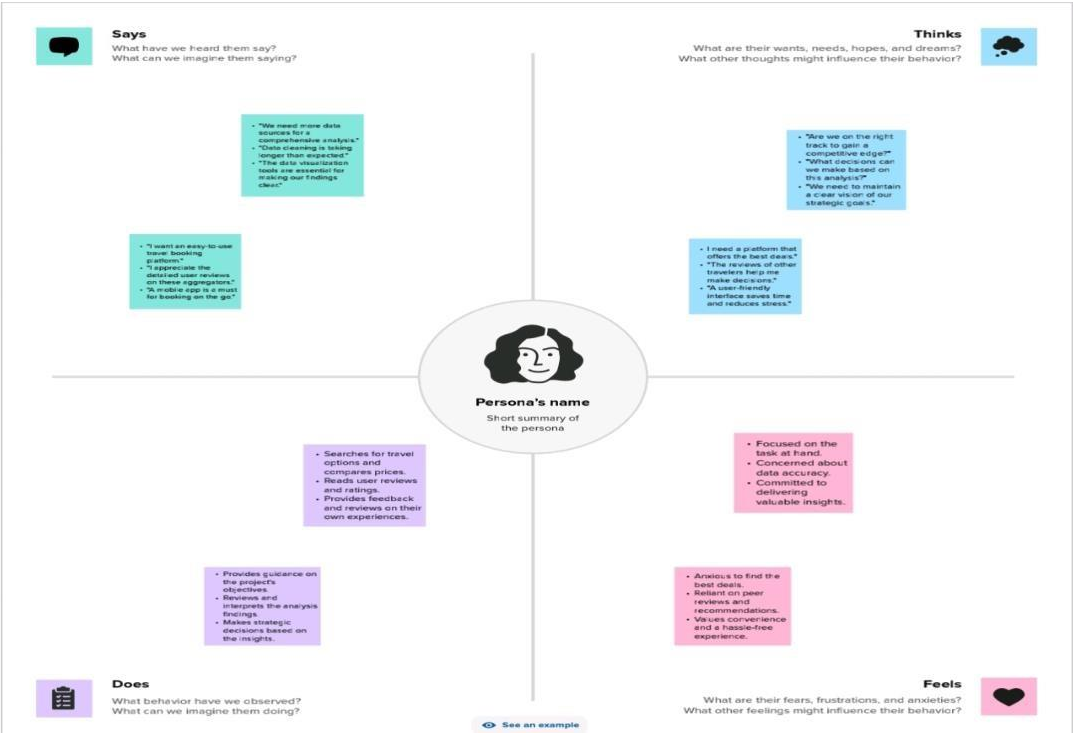 Says
What have we heard them say?
What can we imagine them saying?
Thinks
What are their wants, needs, hopes, and dreams?
What other thoughts might influence their behavior?
• "We need more data
sources for a
comprehensive analysis."
• "Data cleaning is taking
longer than expected."
• "The data visualization
tools are essential for
making our findings
clear."
• "I want an easy-to-use
travel booking
platform."
• "I appreciate the
detailed user reviews
on these aggregators."
• "A mobile app is a must
for booking on the go."
• "Are we on the right
track to gain a
competitive edge?"
• "What decisions can
we make based on
this analysis?"
• "We need to maintain
a clear vision of our
strategic goals."
• I need a platform that
offers the best deals."
• "The reviews of other
travelers help me
make decisions."
• "A user-friendly
interface saves time
and reduces stress."
Persona's name
Short summary of
the persona
• Searches for travel
options and
compares prices.
• Reads user reviews
and ratings.
• Provides feedback
and reviews on their
own experiences.
• Provides guidance on
the project's
objectives.
• Reviews and
interprets the analysis
findings.
• Makes strategic
decisions based on
the insights.
• Focused on the
task at hand.
• Concerned about
data accuracy.
• Committed to
delivering
valuable insights.
• Anxious to find the
best deals.
• Reliant on peer
reviews and
recommendations.
• Values convenience
and a hassle-free
experience.
Does
What behavior have we observed?
What can we imagine them doing?
Feels
What are their fears, frustrations, and anxieties?
What other feelings might influence their behavior?
See an example